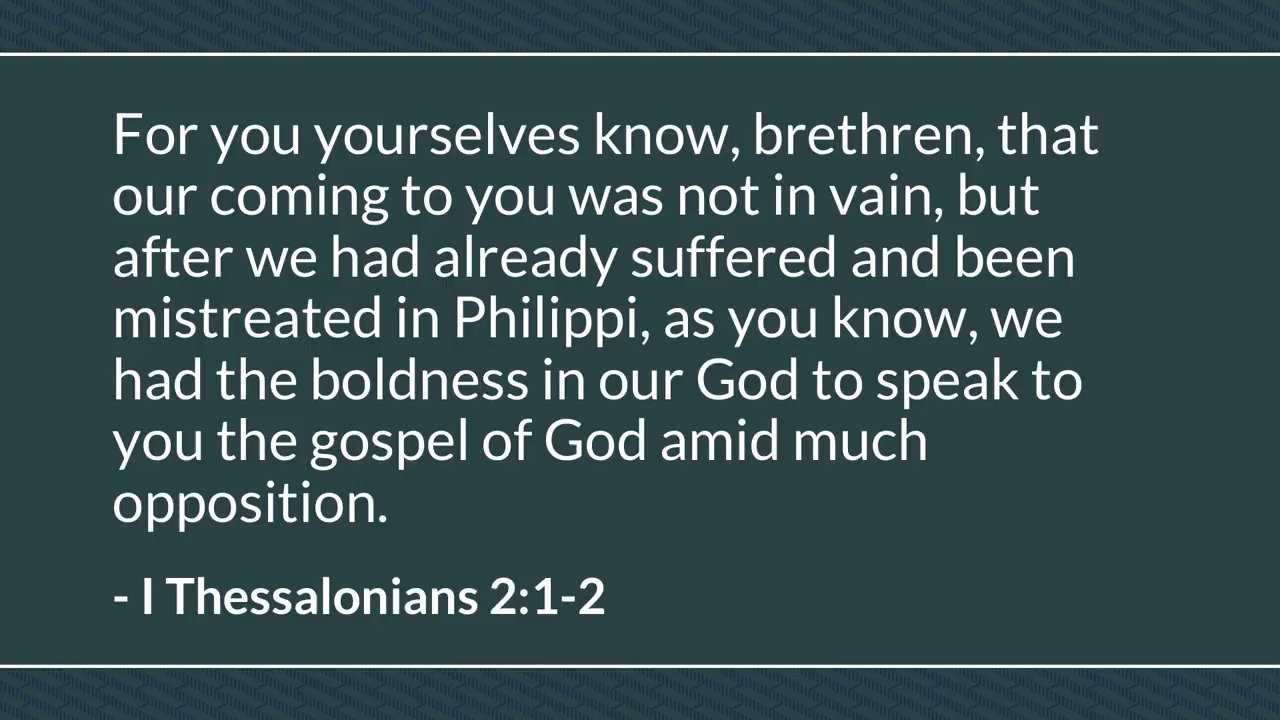 For you yourselves know, brethren, that
our coming to you was not in vain, but
after we had already suffered and been
mistreated in Philippi, as you know, we
had the boldness in our God to speak to
you the gospel of God amid much
opposition.
- I Thessalonians 2:1-2